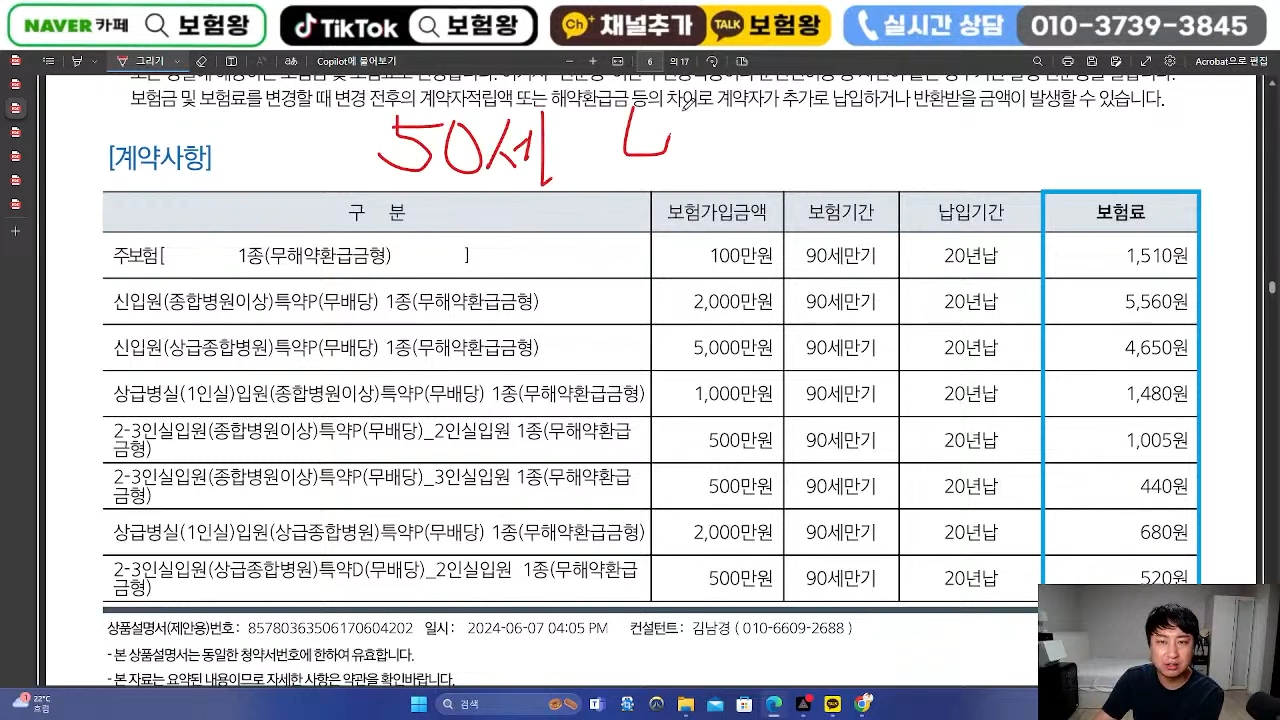 NAVER 카페 보험왕 TikTok 보험왕 Ch+ 채널추가 TALK 보험왕 실시간 상담 010-3739-3845
그리기 Copilot에 물어보기 6 의 17 Acrobat으로 편집
보험금 및 보험료를 변경할 때 변경 전후의 계약자적립액 또는 해약환급금 등의 차이로 계약자가 추가로 납입하거나 반환받을 금액이 발생할 수 있습니다.
50세
[계약사항]
구 분 보험가입금액 보험기간 납입기간 보험료
주보험[ 1종(무해약환급금형) ] 100만원 90세만기 20년납 1,510원
신입원(종합병원이상)특약P(무배당) 1종(무해약환급금형) 2,000만원 90세만기 20년납 5,560원
신입원(상급종합병원)특약P(무배당) 1종(무해약환급금형) 5,000만원 90세만기 20년납 4,650원
상급병실(1인실)입원(종합병원이상)특약P(무배당) 1종(무해약환급금형) 1,000만원 90세만기 20년납 1,480원
2-3인실입원(종합병원이상)특약P(무배당)_2인실입원 1종(무해약환급
금형) 500만원 90세만기 20년납 1,005원
2-3인실입원(종합병원이상)특약P(무배당)_3인실입원 1종(무해약환급
금형) 500만원 90세만기 20년납 440원
상급병실(1인실)입원(상급종합병원)특약P(무배당) 1종(무해약환급금형) 2,000만원 90세만기 20년납 680원
2-3인실입원(상급종합병원)특약D(무배당)_2인실입원 1종(무해약환급
금형) 500만원 90세만기 20년납 520원
상품설명서(제안용)번호 : 85780363506170604202 일시 : 2024-06-07 04:05 PM 컨설턴트 : 김남경 ( 010-6609-2688 )
- 본 상품설명서는 동일한 청약서번호에 한하여 유효합니다.
- 본 자료는 요약된 내용이므로 자세한 사항은 약관을 확인바랍니다.
22°C
흐림
검색